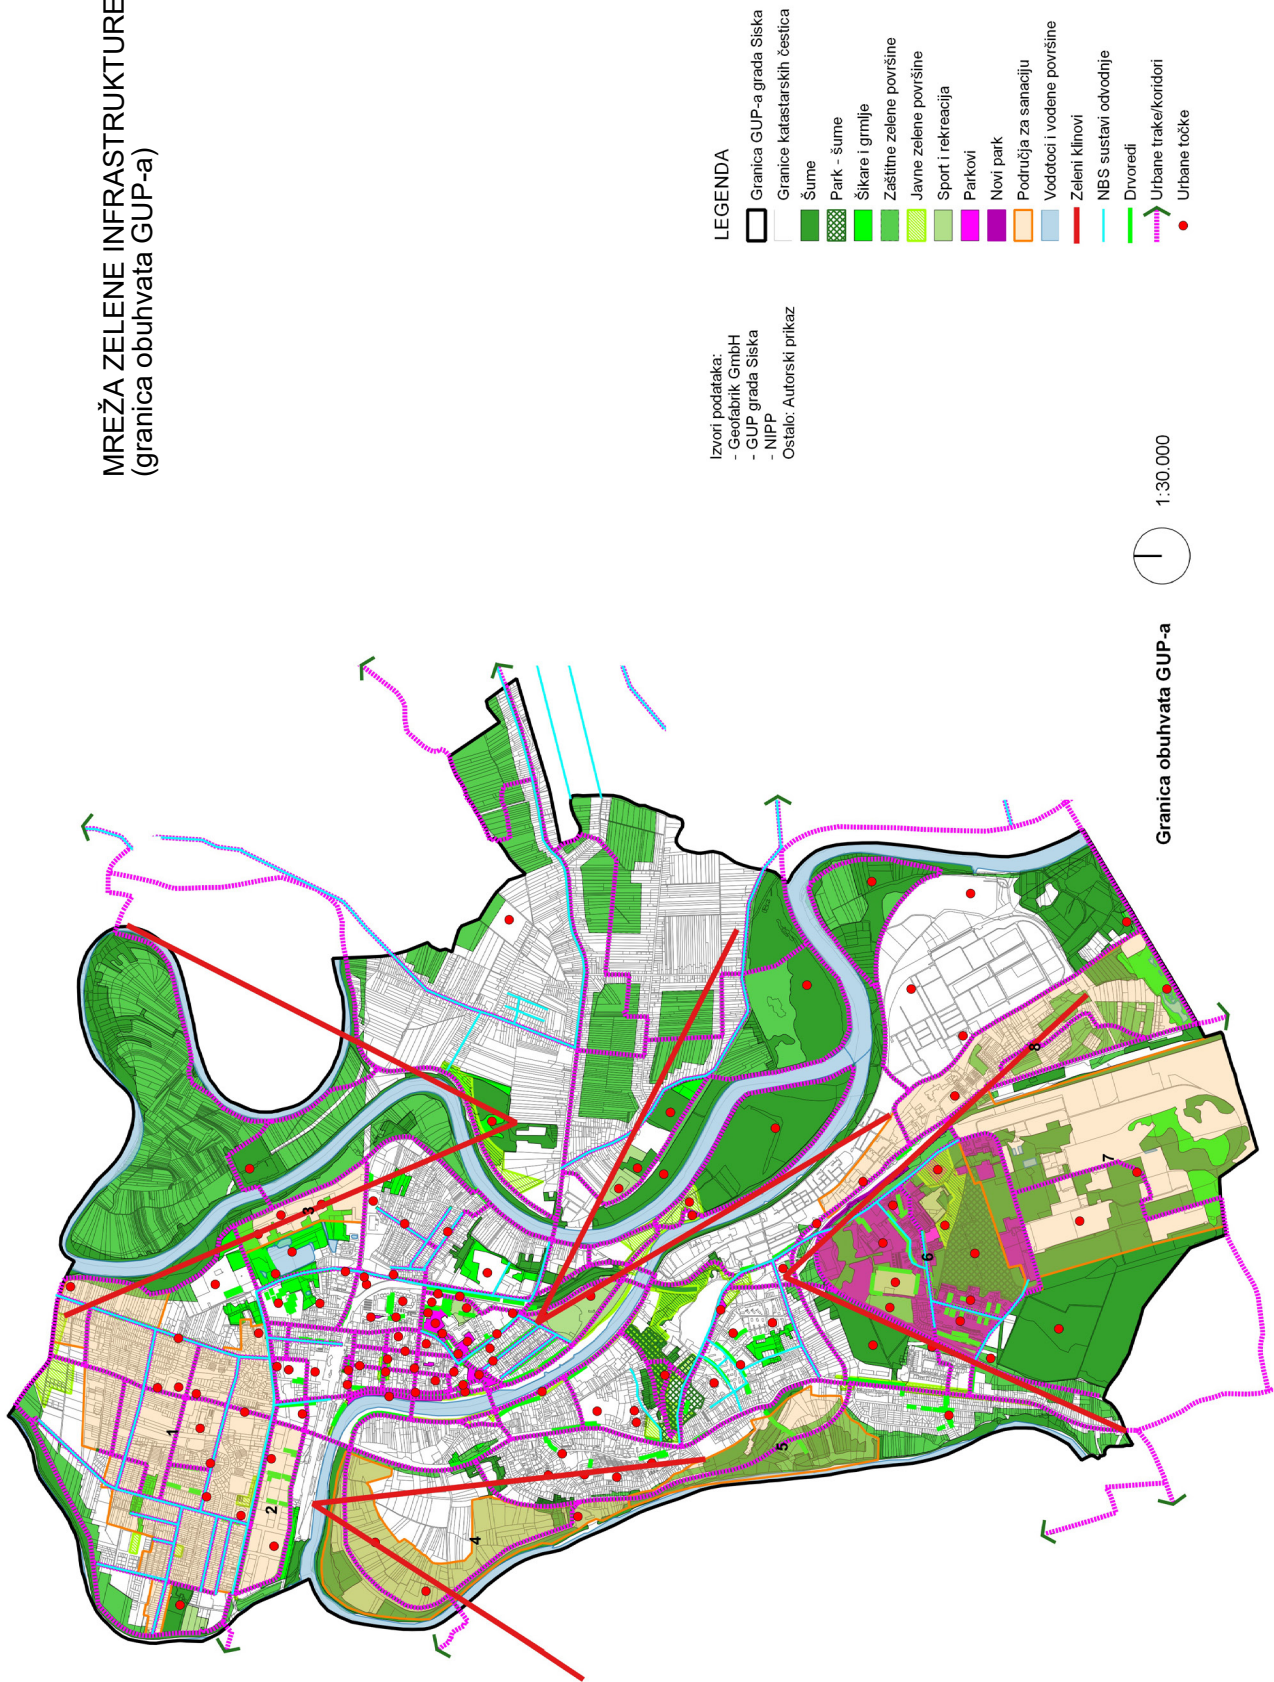 MREŽA ZELENE INFRASTRUKTURE
(granica obuhvata GUP-a)
LEGENDA
Granica GUP-a grada Siska
Granice katastarskih čestica
Šume
Park - šume
Šikare i grmlje
Zaštitne zelene površine
Javne zelene površine
Sport i rekreacija
Parkovi
Novi park
Područja za sanaciju
Vodotoci i vodene površine
Zeleni klinovi
NBS sustavi odvodnje
Drvoredi
Urbane trake/koridori
Urbane točke
Izvori podataka:
- Geofabrik GmbH
- GUP grada Siska
- NIPP
Ostalo: Autorski prikaz
1:30.000
Granica obuhvata GUP-a
1
2
3
4
5
6
7
8